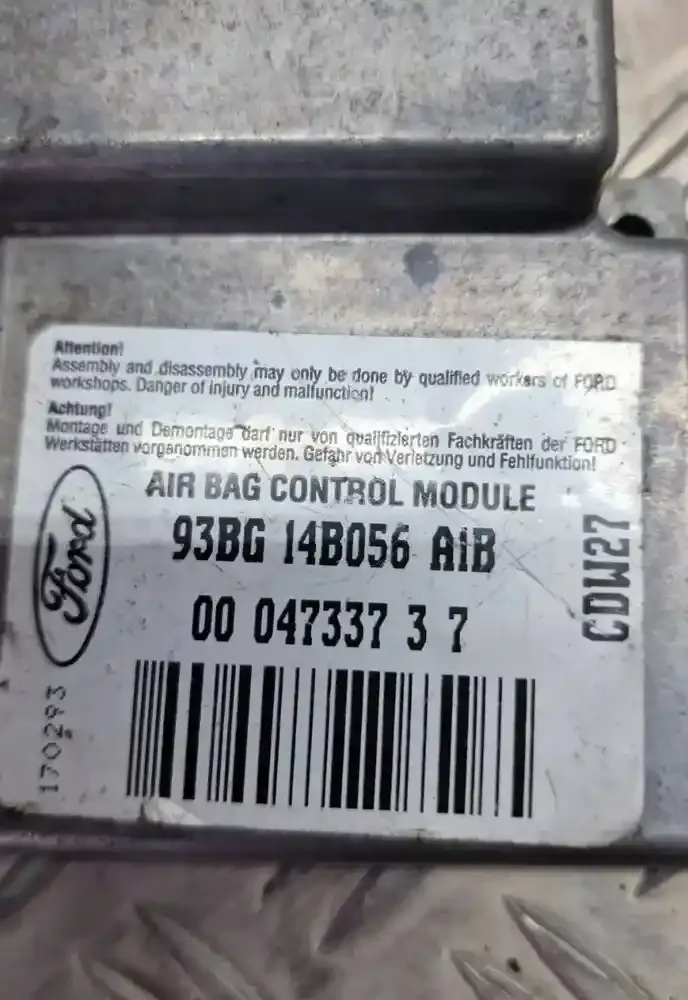 Attention!
Assembly and disassembly may only be done by qualified workers of FORD
workshops. Danger of injury and malfunction!
Achtung!
Montage und Demontage darf nur von qualifizierten Fachkräften der FORD
Werkstätten vorgenommen werden. Gefahr von Verletzung und Fehlfunktion!
AIR BAG CONTROL MODULE
93BG 14B056 A1B
00 047337 3 7
Ford
CDW27
170293